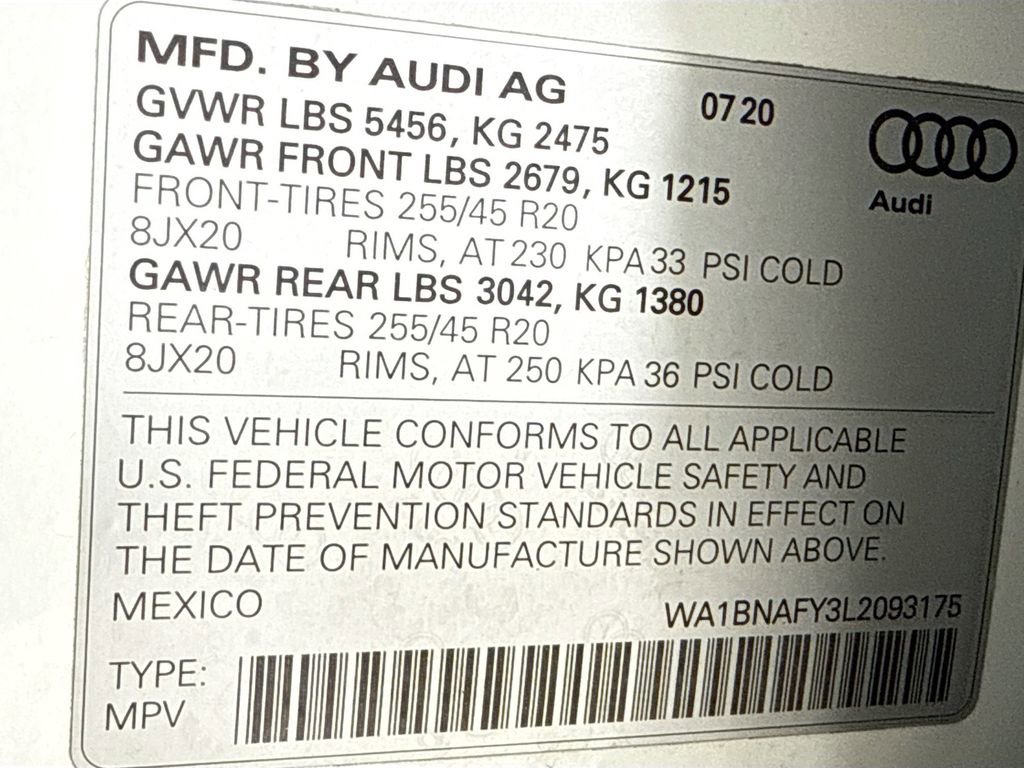 MFD. BY AUDI AG
0720
GVWR LBS 5456, KG 2475
GAWR FRONT LBS 2679, KG 1215
Audi
FRONT-TIRES 255/45 R20
8JX20 RIMS, AT 230 KPA 33 PSI COLD
GAWR REAR LBS 3042, KG 1380
REAR-TIRES 255/45 R20
8JX20 RIMS, AT 250 KPA 36 PSI COLD
THIS VEHICLE CONFORMS TO ALL APPLICABLE
U.S. FEDERAL MOTOR VEHICLE SAFETY AND
THEFT PREVENTION STANDARDS IN EFFECT ON
THE DATE OF MANUFACTURE SHOWN ABOVE.
MEXICO WA1BNAFY3L2093175
TYPE:
MPV